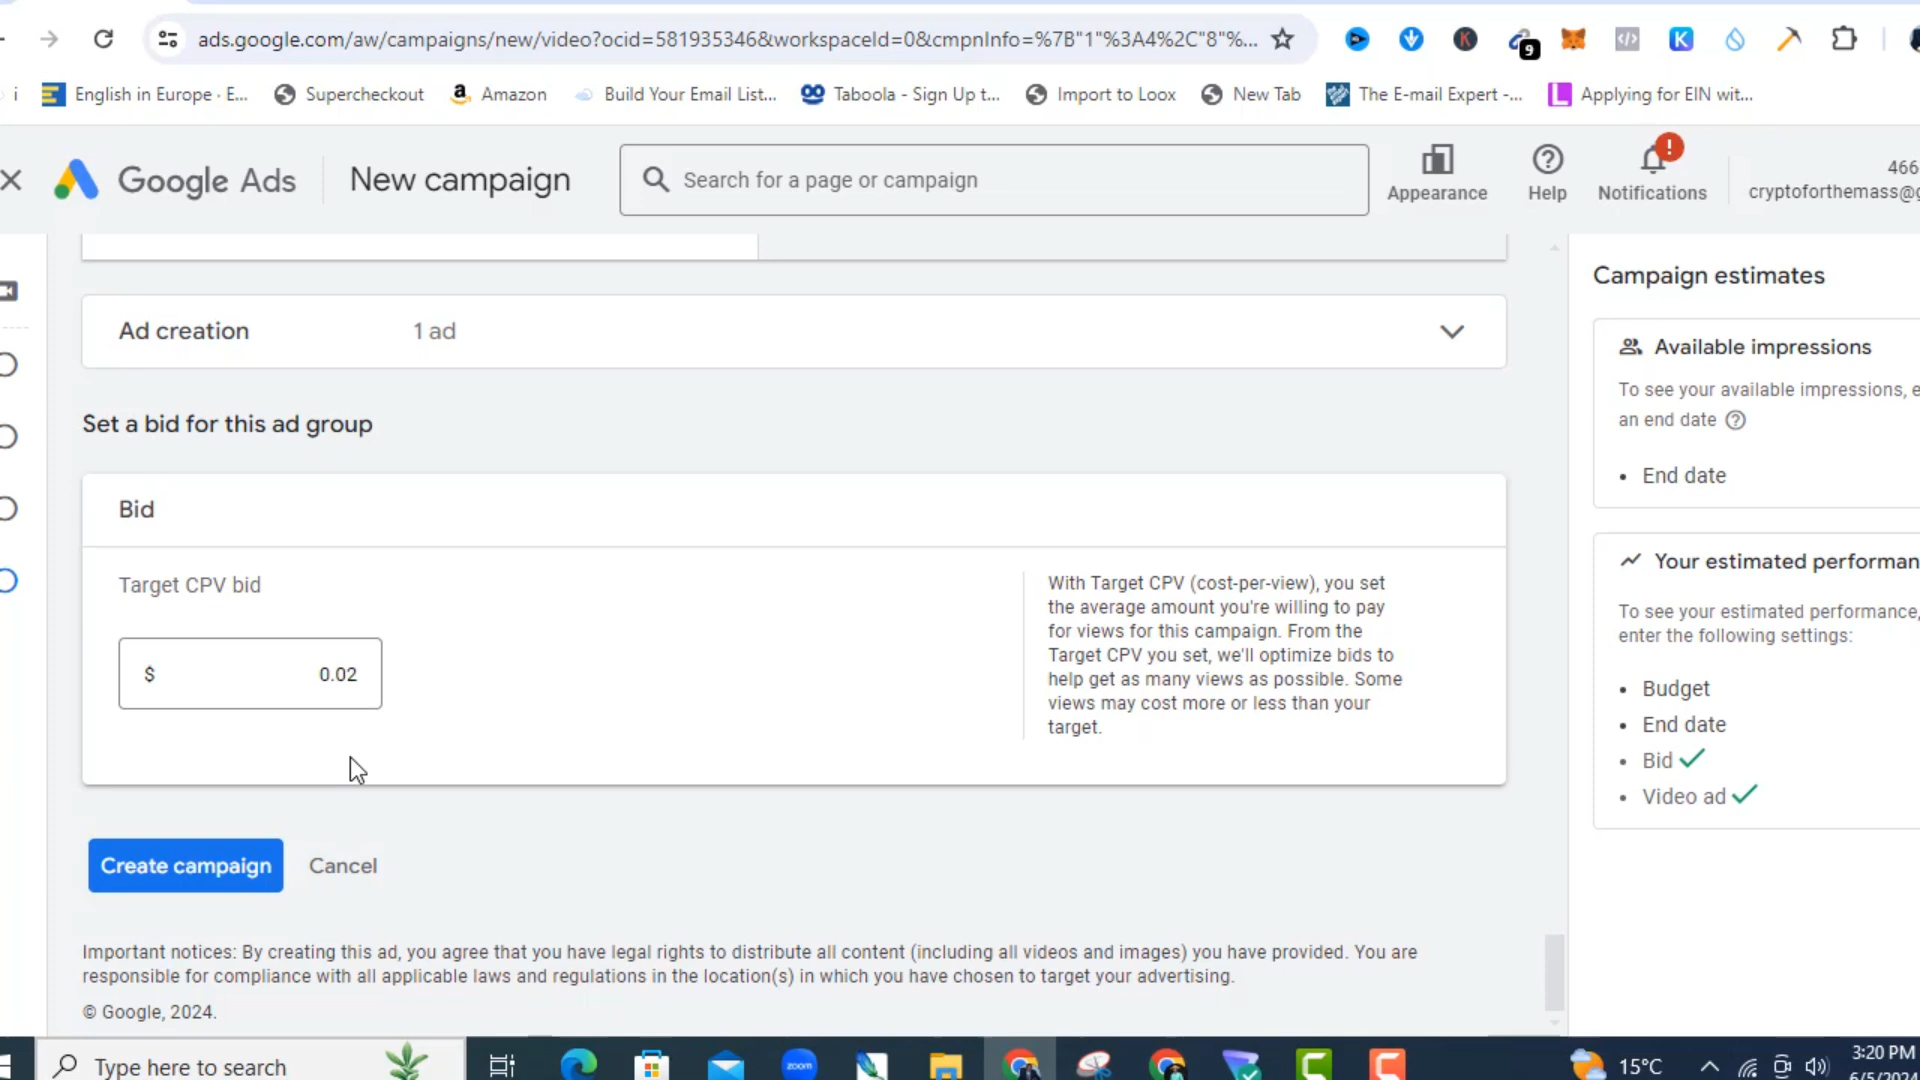 ads.google.com/aw/campaigns/new/video?ocid=581935346&workspaceId=0&cmpnInfo=%7B"1"%3A4%2C"8"%...
9
i English in Europe · E... Supercheckout Amazon Build Your Email List... Taboola - Sign Up t... Import to Loox New Tab The E-mail Expert -... Applying for EIN wit...
Google Ads New campaign
Search for a page or campaign
Appearance
Help
Notifications
466
cryptoforthemass@g
Ad creation 1 ad
Set a bid for this ad group
Bid
Target CPV bid
$ 0.02
With Target CPV (cost-per-view), you set
the average amount you're willing to pay
for views for this campaign. From the
Target CPV you set, we'll optimize bids to
help get as many views as possible. Some
views may cost more or less than your
target.
Create campaign Cancel
Important notices: By creating this ad, you agree that you have legal rights to distribute all content (including all videos and images) you have provided. You are
responsible for compliance with all applicable laws and regulations in the location(s) in which you have chosen to target your advertising.
© Google, 2024.
Campaign estimates
Available impressions
To see your available impressions, e
an end date
• End date
Your estimated performan
To see your estimated performance,
enter the following settings:
• Budget
• End date
• Bid
• Video ad
Type here to search
zoom
15°C
3:20 PM
6/5/2024